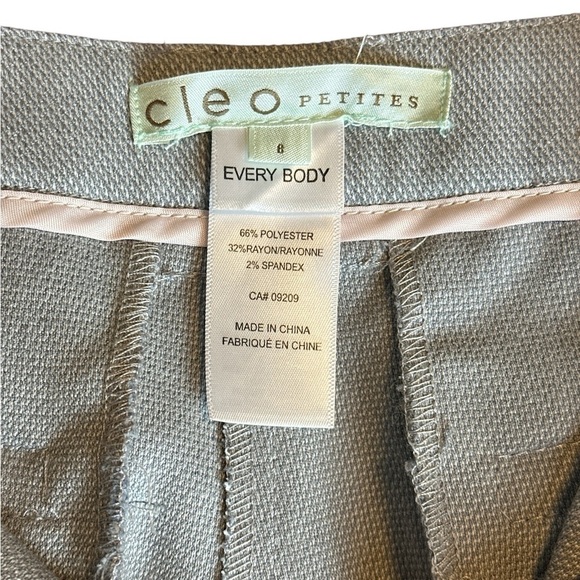 cleo PETITES
8
EVERY BODY
66% POLYESTER
32%RAYON/RAYONNE
2% SPANDEX
CA# 09209
MADE IN CHINA
FABRIQUÉ EN CHINE